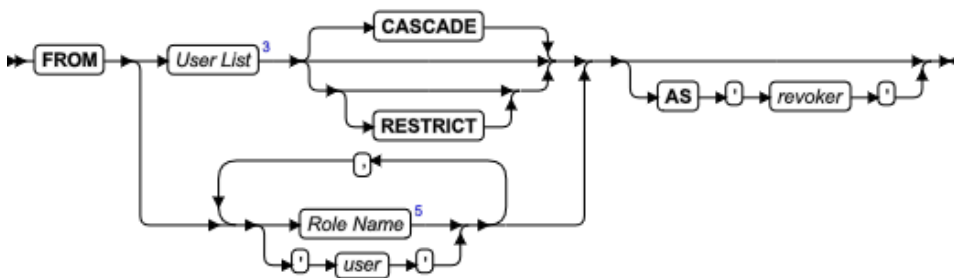 CASCADE
FROM User List 3
AS ' revoker '
RESTRICT
,
Role Name 5
' user '